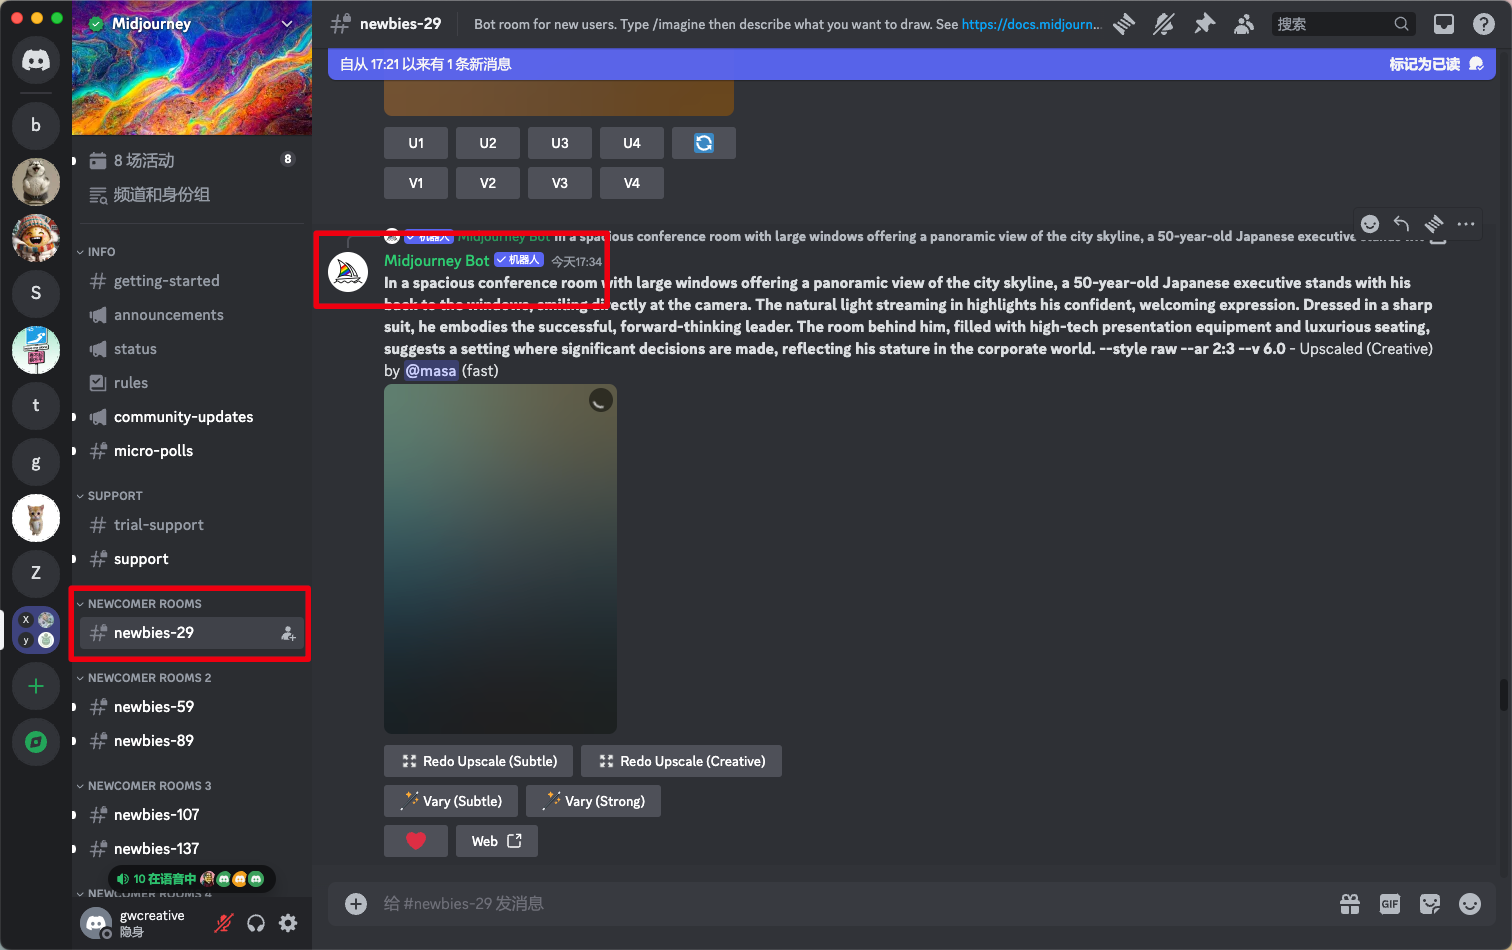 Midjourney
newbies-29
Bot room for new users. Type /imagine then describe what you want to draw. See https://docs.midjourn...
搜索
自从 17:21 以来有 1 条新消息
标记为已读
b
S
t
g
Z
X
y
8 场活动
8
频道和身份组
INFO
getting-started
announcements
status
rules
community-updates
micro-polls
SUPPORT
trial-support
support
NEWCOMER ROOMS
newbies-29
NEWCOMER ROOMS 2
newbies-59
newbies-89
NEWCOMER ROOMS 3
newbies-107
newbies-137
10 在语音中
NEWCOMER ROOMS 4
gwcreative
隐身
U1 U2 U3 U4
V1 V2 V3 V4
机器人 Midjourney Bot In a spacious conference room with large windows offering a panoramic view of the city skyline, a 50-year-old Japanese executive stands
Midjourney Bot 机器人 今天17:34
In a spacious conference room with large windows offering a panoramic view of the city skyline, a 50-year-old Japanese executive stands with his
back to the windows, smiling directly at the camera. The natural light streaming in highlights his confident, welcoming expression. Dressed in a sharp
suit, he embodies the successful, forward-thinking leader. The room behind him, filled with high-tech presentation equipment and luxurious seating,
suggests a setting where significant decisions are made, reflecting his stature in the corporate world. --style raw --ar 2:3 --v 6.0 - Upscaled (Creative)
by @masa (fast)
Redo Upscale (Subtle) Redo Upscale (Creative)
Vary (Subtle) Vary (Strong)
Web
给 #newbies-29 发消息
GIF